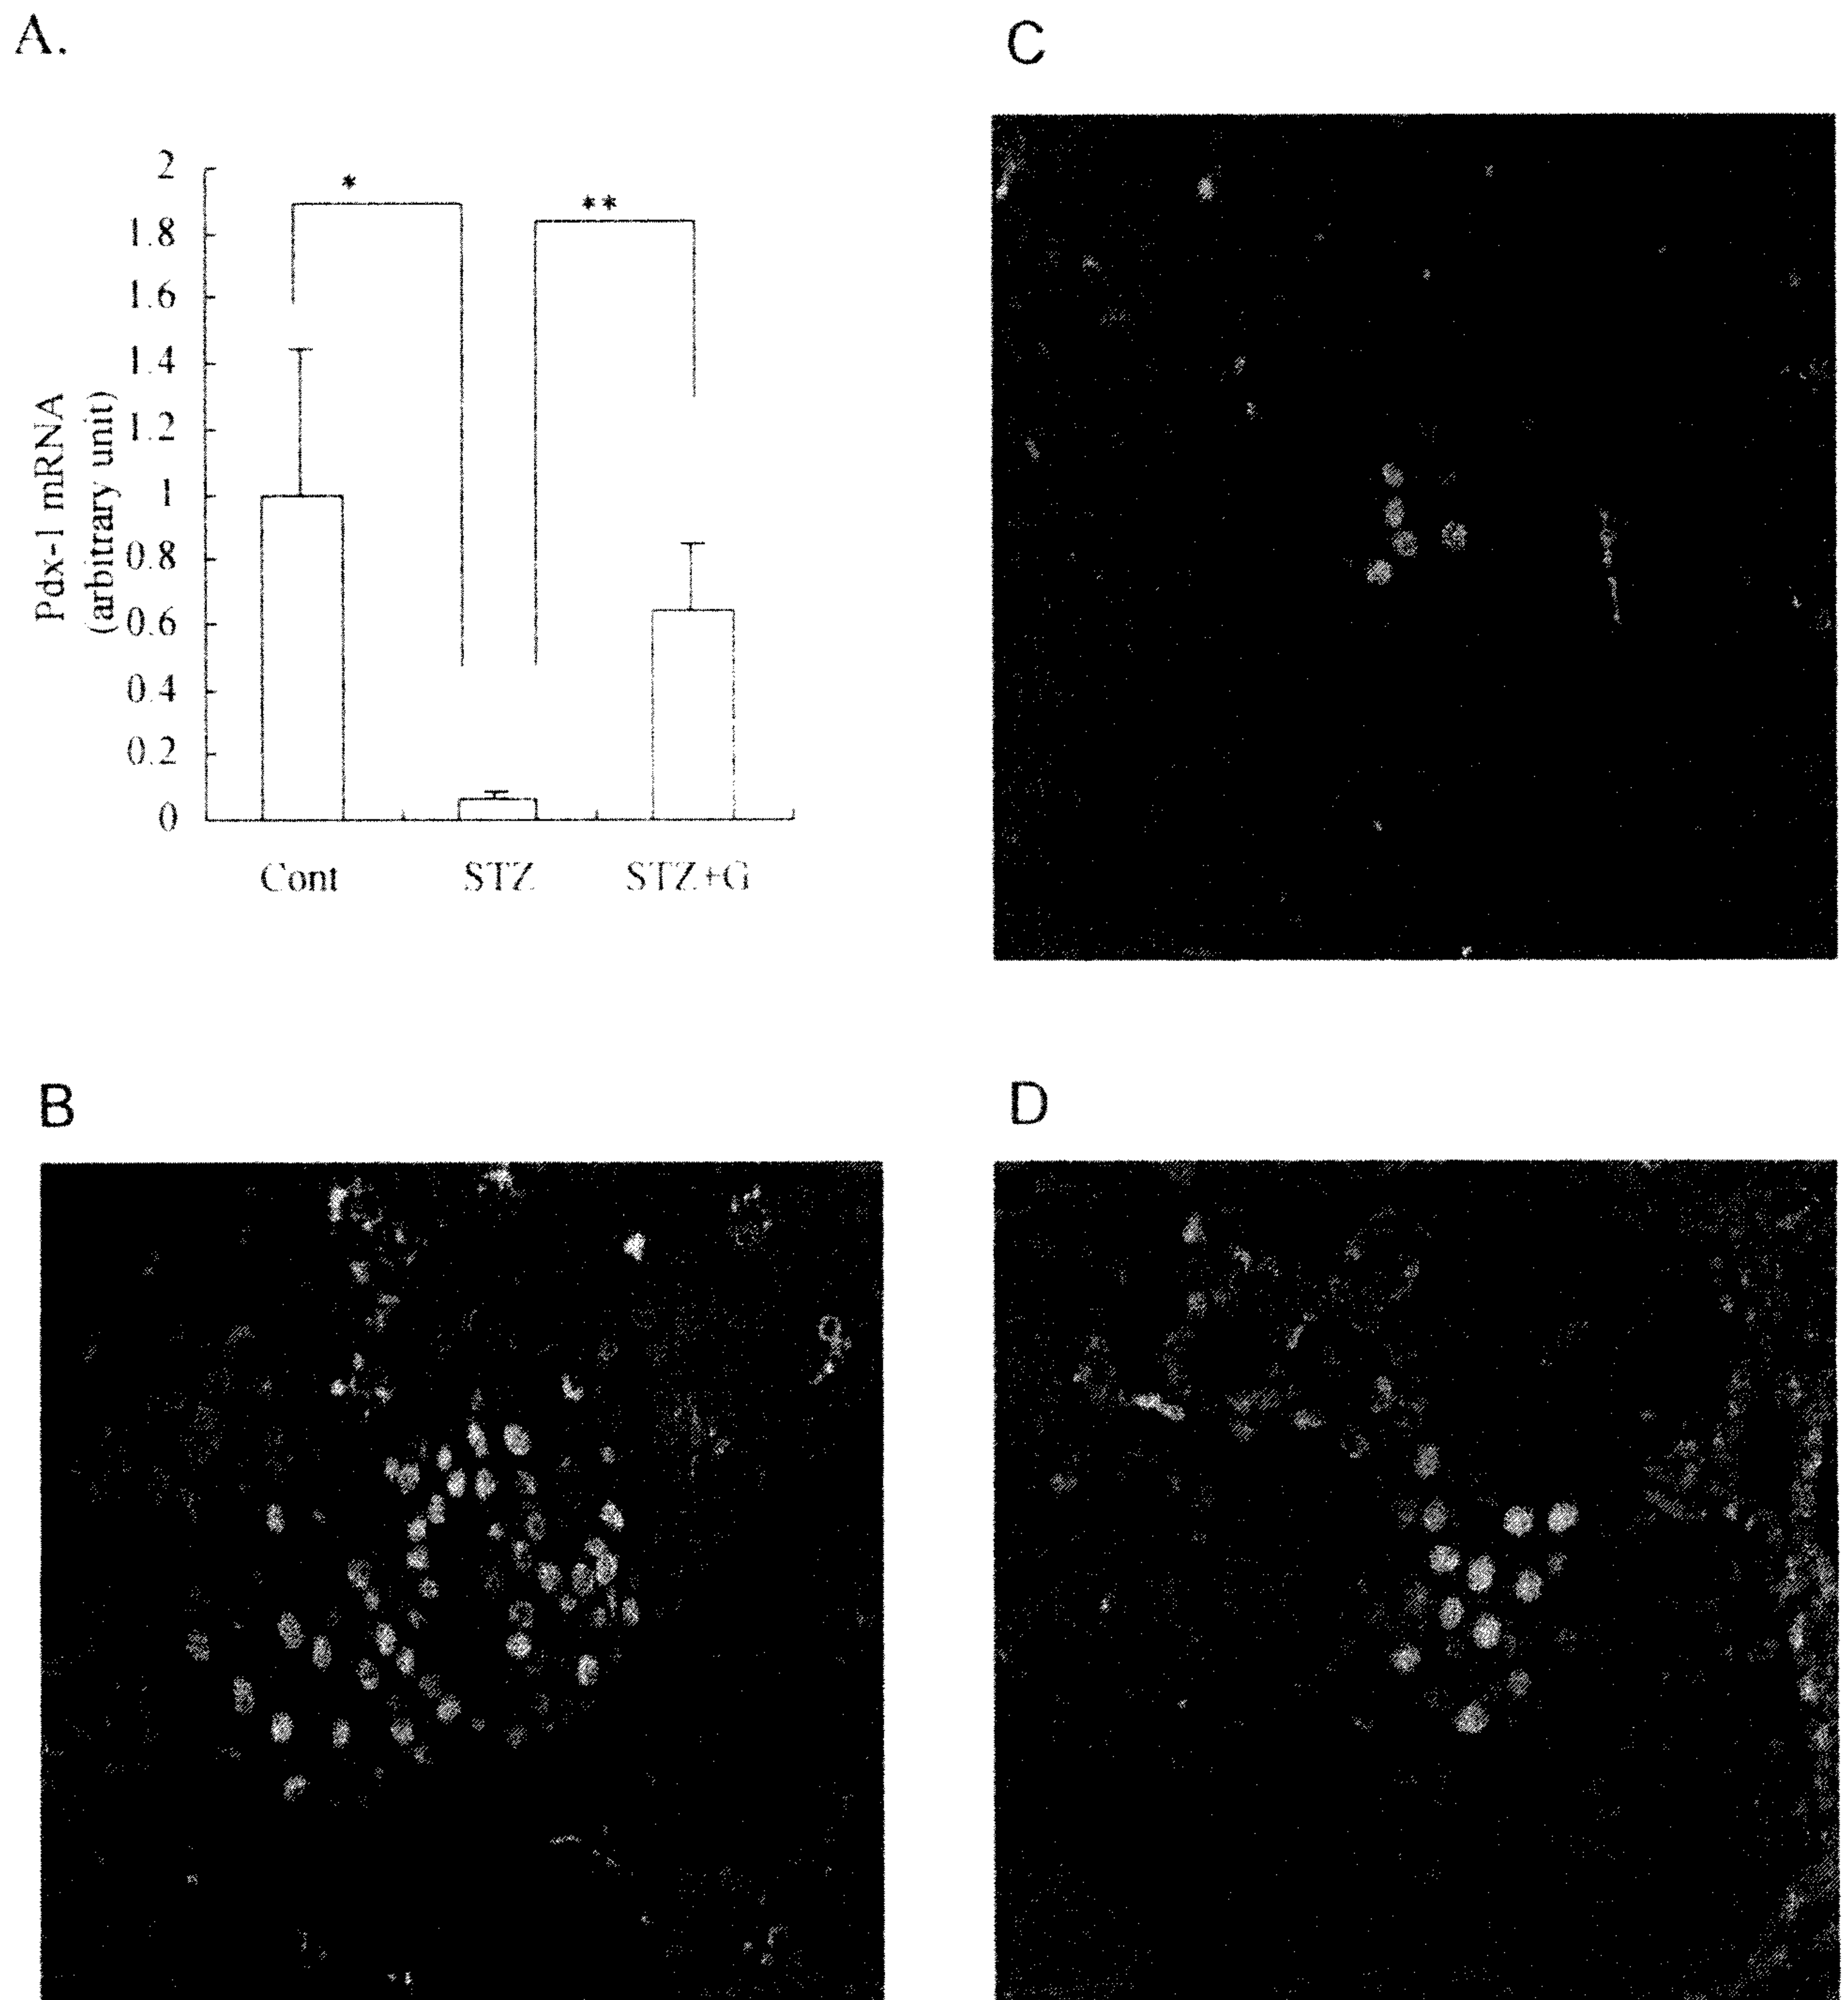 A.
2
1.8
1.6
1.4
1.2
1
0.8
0.6
0.4
0.2
0
Pdx-1 mRNA
(arbitrary unit)
*
**
Cont
STZ
STZ+G
C
B
D